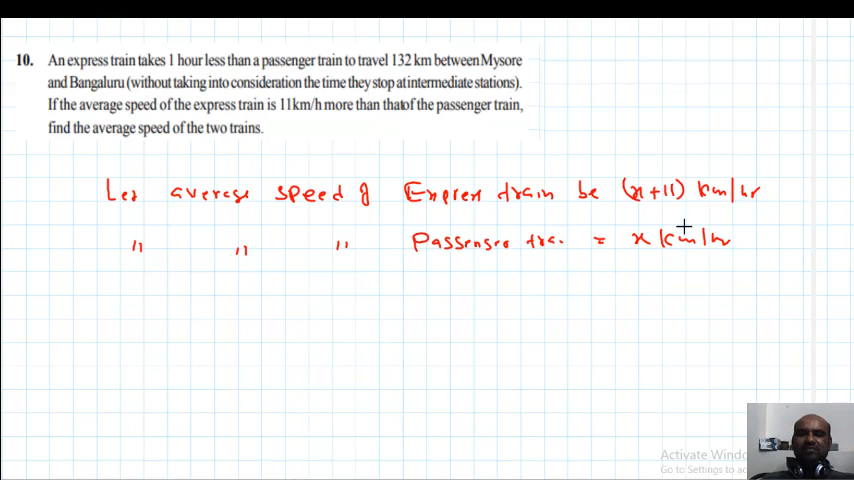 10. An express train takes 1 hour less than a passenger train to travel 132 km between Mysore
and Bangaluru (without taking into consideration the time they stop at intermediate stations).
If the average speed of the express train is 11km/h more than that of the passenger train,
find the average speed of the two trains.
Let average speed of Express train be (x+11) km/hr
" " " Passenger tra. = x km/hr
Activate Windo
Go to Settings to ac